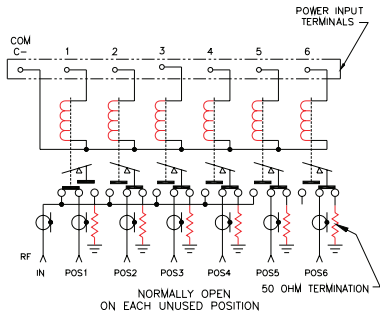 POWER INPUT
TERMINALS
COM
C-
1 2 3 4 5 6
RF
IN POS1 POS2 POS3 POS4 POS5 POS6
50 OHM TERMINATION
NORMALLY OPEN
ON EACH UNUSED POSITION